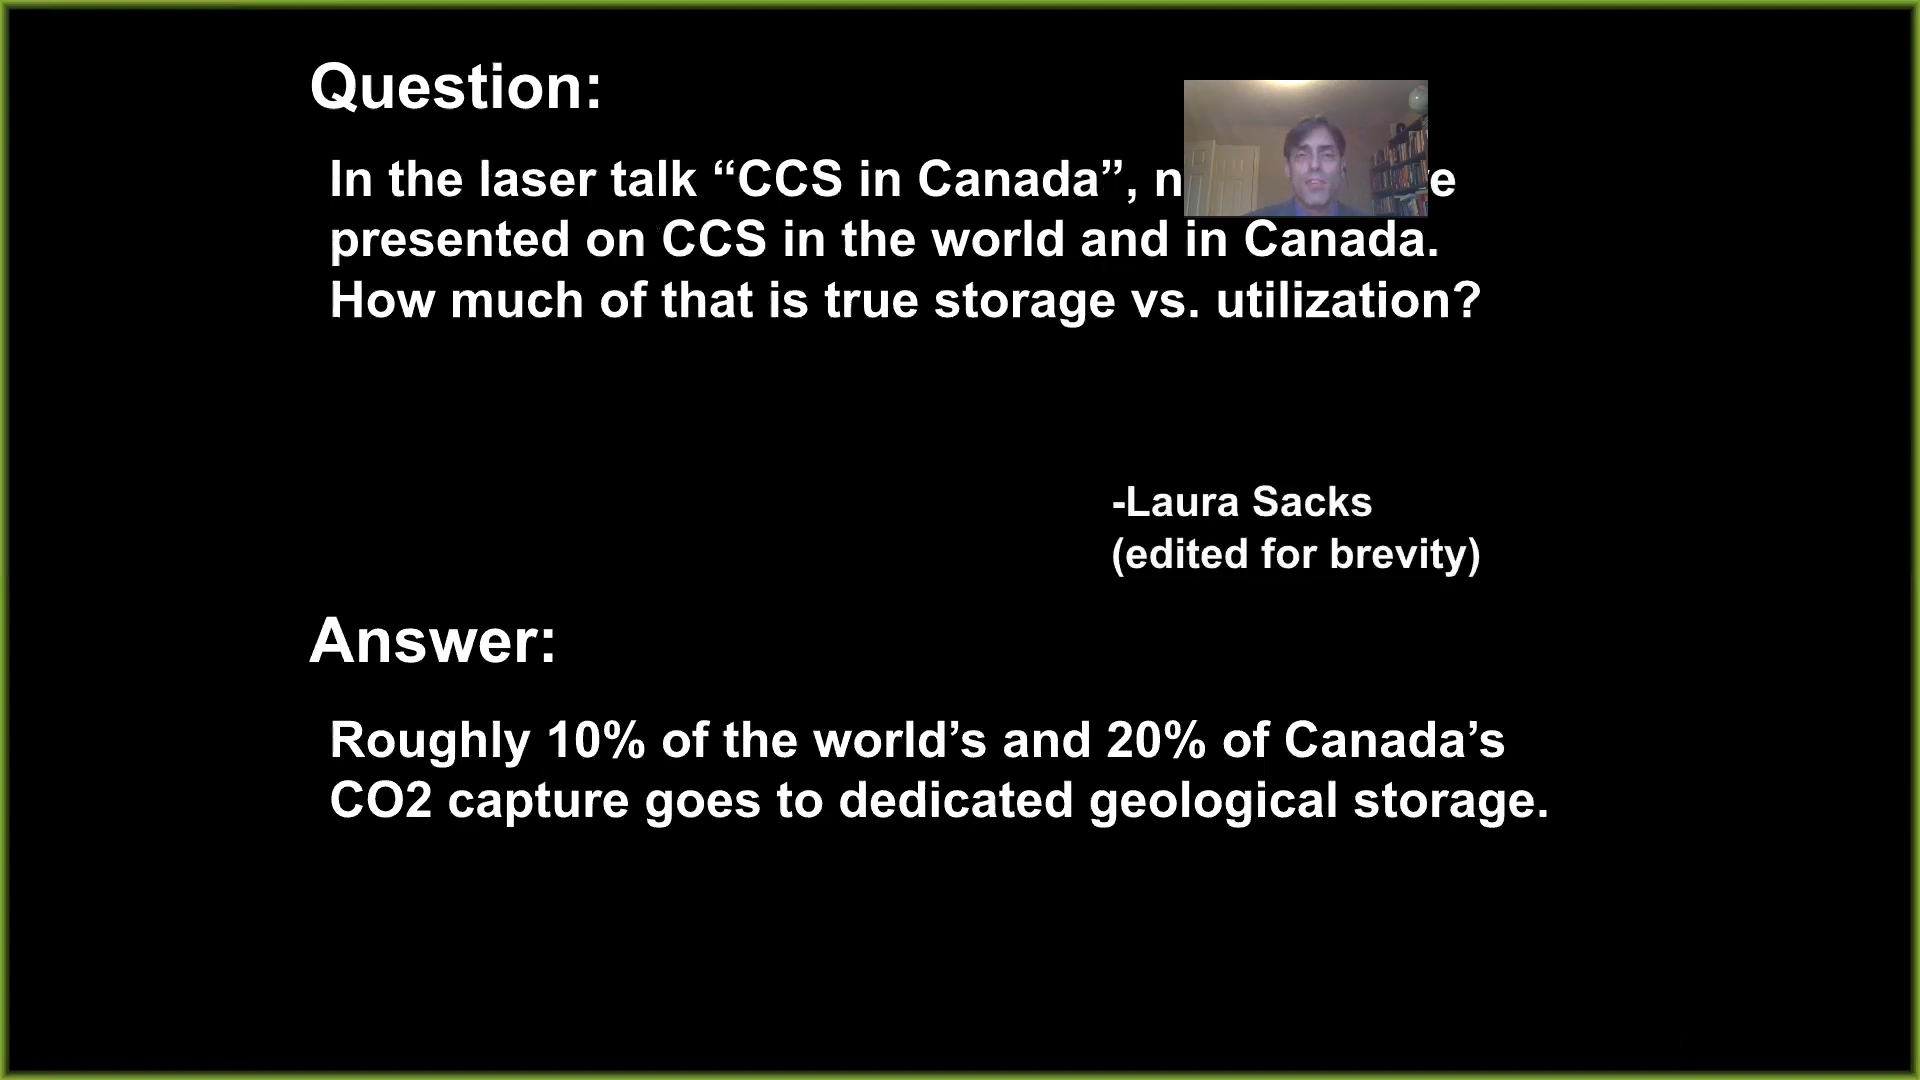 Question:
In the laser talk “CCS in Canada”, 
presented on CCS in the world and in Canada.
How much of that is true storage vs. utilization?
-Laura Sacks
(edited for brevity)
Answer:
Roughly 10% of the world’s and 20% of Canada’s
CO2 capture goes to dedicated geological storage.